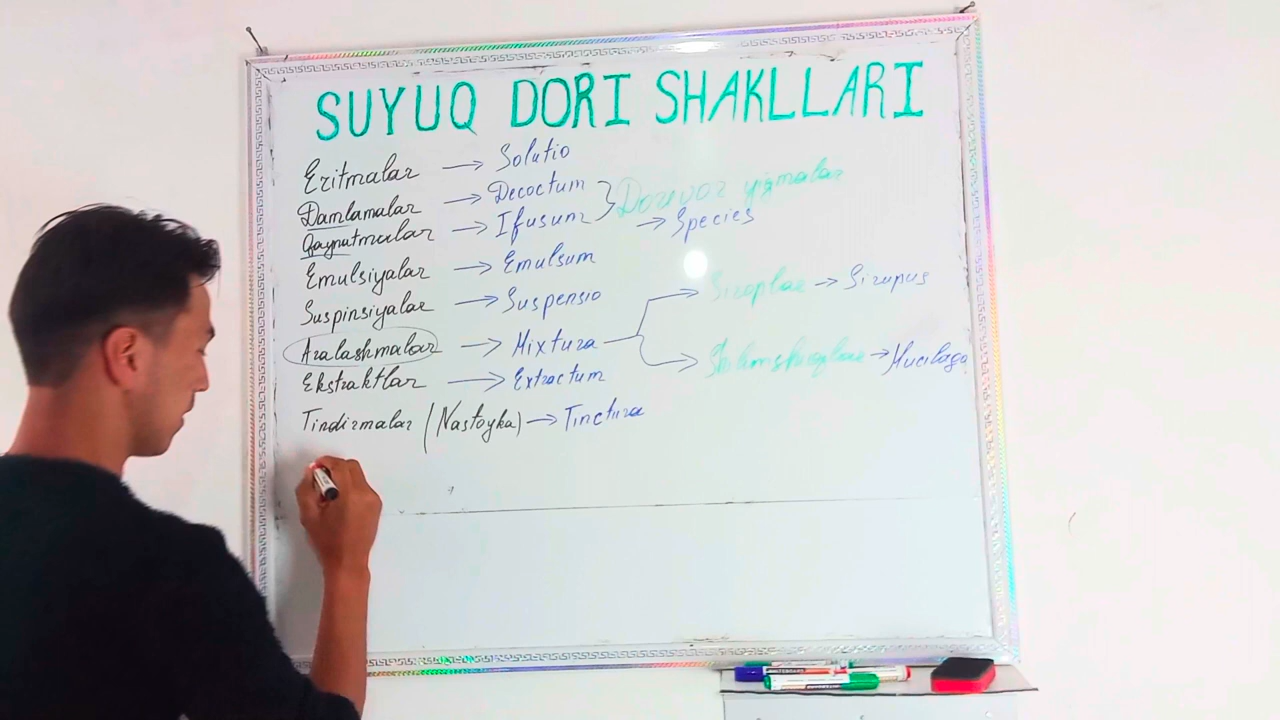 SUYUQ DORI SHAKLLARI
Eritmalar → Solutio
Damlamalar → Decoctum } Dorivor yig'malar
Qaynatmalar → Ifusum → Species
Emulsiyalar → Emulsum
Suspinsiyalar → Suspensio
Siroplar → Sirupus
Aralashmalar → Mixtura
→ Mucilago
Ekstraktlar → Extractum
Tindirmalar (Nastoyka) → Tinctura